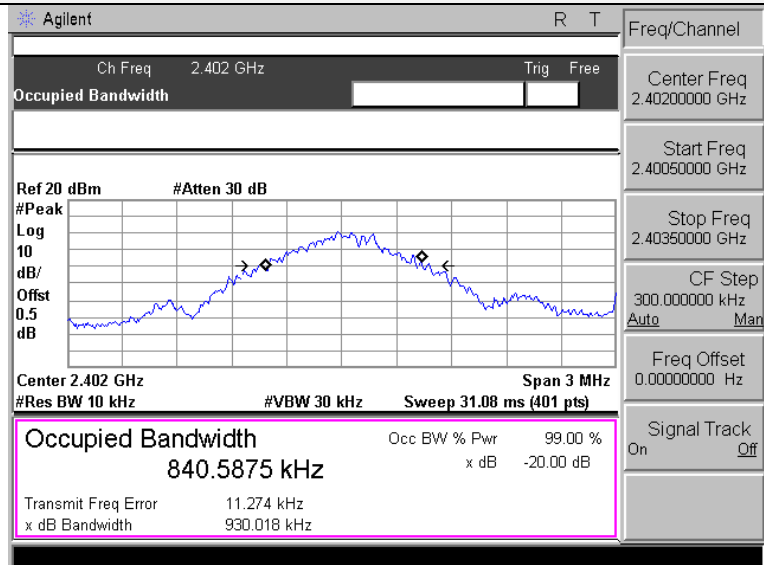 Agilent R T
Ch Freq 2.402 GHz Trig Free
Occupied Bandwidth
Ref 20 dBm #Atten 30 dB
#Peak
Log
10
dB/
Offst
0.5
dB
Center 2.402 GHz Span 3 MHz
#Res BW 10 kHz #VBW 30 kHz Sweep 31.08 ms (401 pts)
Occupied Bandwidth
840.5875 kHz
Occ BW % Pwr 99.00 %
x dB -20.00 dB
Transmit Freq Error 11.274 kHz
x dB Bandwidth 930.018 kHz
Freq/Channel
Center Freq
2.40200000 GHz
Start Freq
2.40050000 GHz
Stop Freq
2.40350000 GHz
CF Step
300.000000 kHz
Auto Man
Freq Offset
0.00000000 Hz
Signal Track
On Off